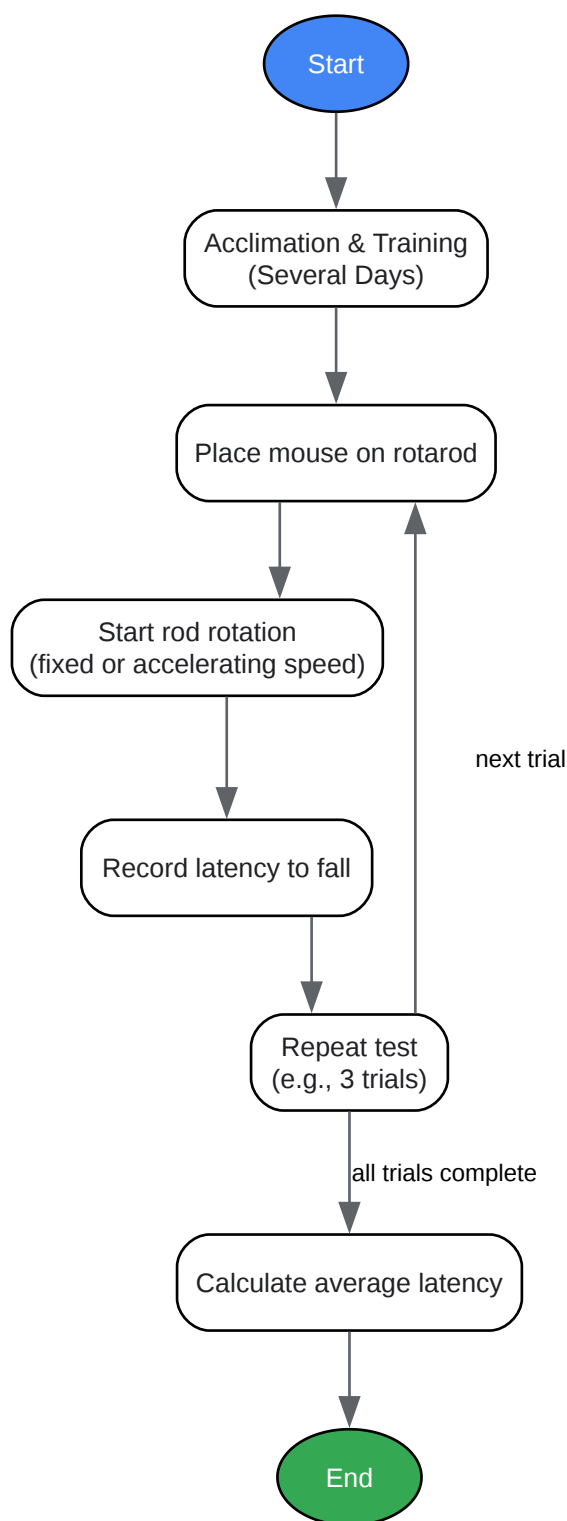 Start
Acclimation & Training
(Several Days)
Place mouse on rotarod
Start rod rotation
(fixed or accelerating speed)
next trial
Record latency to fall
Repeat test
(e.g., 3 trials)
all trials complete
Calculate average latency
End